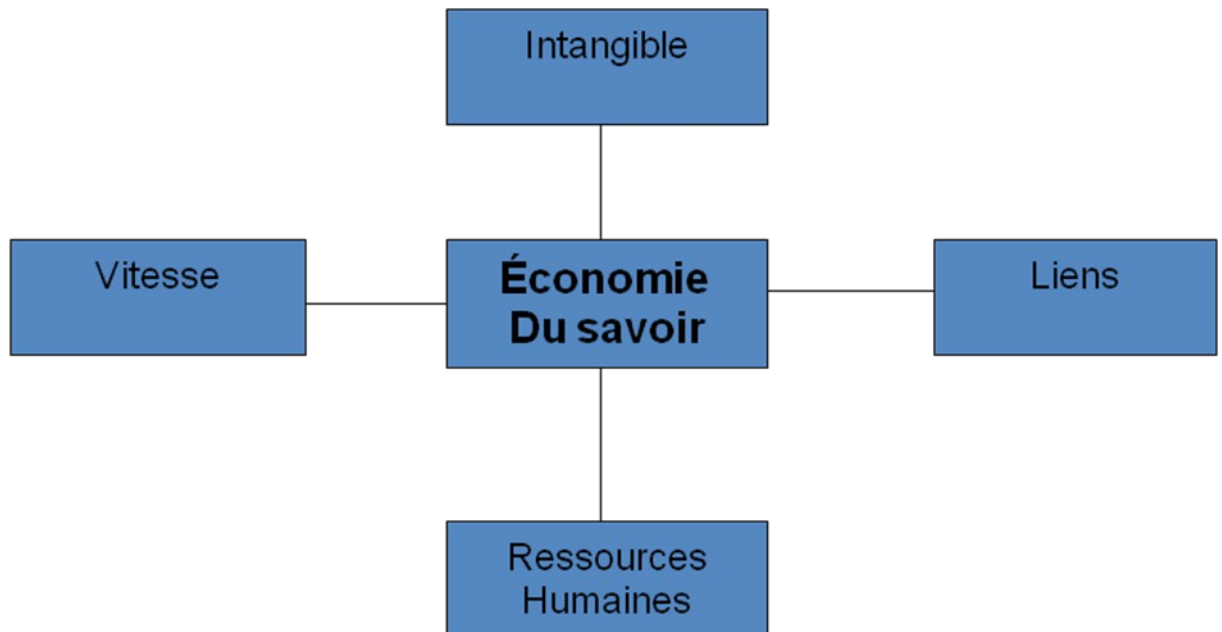 Intangible
Vitesse
Économie
Du savoir
Liens
Ressources
Humaines